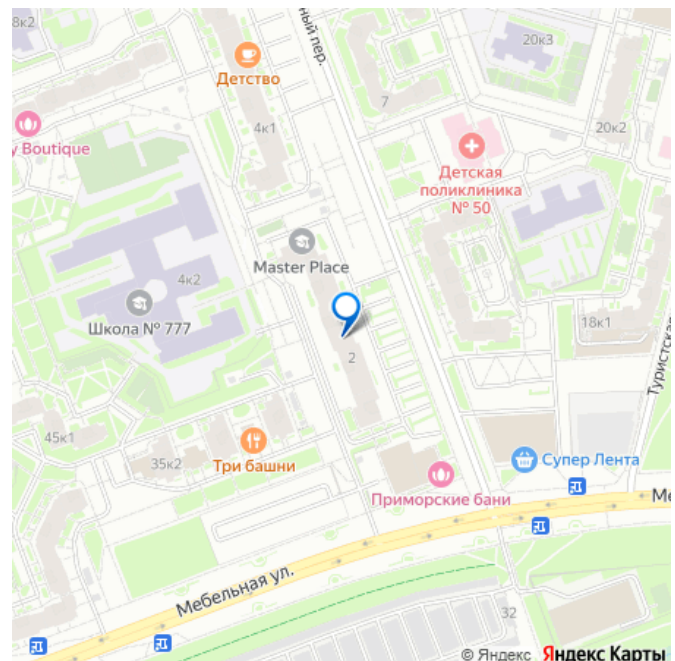 8к2
ный пер.
20к3
Детство
7
4к1
20к2
y Boutique
Детская
поликлиника
№ 50
Master Place
4к2
Школа № 777
18к1
2
Туристская
45к1
35к2
Три башни
Супер Лента
Приморские бани
Ме
Мебельная ул.
32
© Яндекс Яндекс Карты